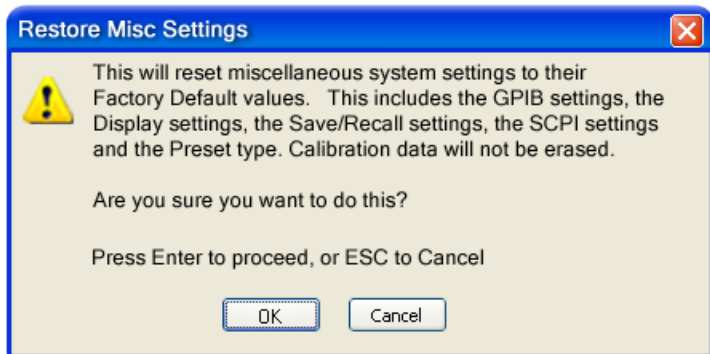 Restore Misc Settings
This will reset miscellaneous system settings to their
Factory Default values.   This includes the GPIB settings, the
Display settings, the Save/Recall settings, the SCPI settings
and the Preset type. Calibration data will not be erased.
Are you sure you want to do this?
Press Enter to proceed, or ESC to Cancel
OK
Cancel